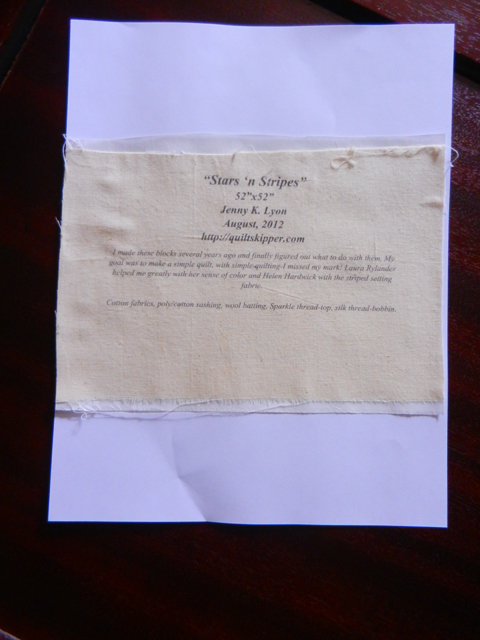 "Stars 'n Stripes"
52"x52"
Jenny K. Lyon
August, 2012
http://quiltskipper.com
I made these blocks several years ago and finally figured out what to do with them. My
goal was to make a simple quilt, with simple quilting-I missed my mark! Laura Rylander
helped me greatly with her sense of color and Helen Hardwick with the striped setting
fabric.
Cotton fabrics, poly/cotton sashing, wool batting. Sparkle thread-top, silk thread-bobbin.